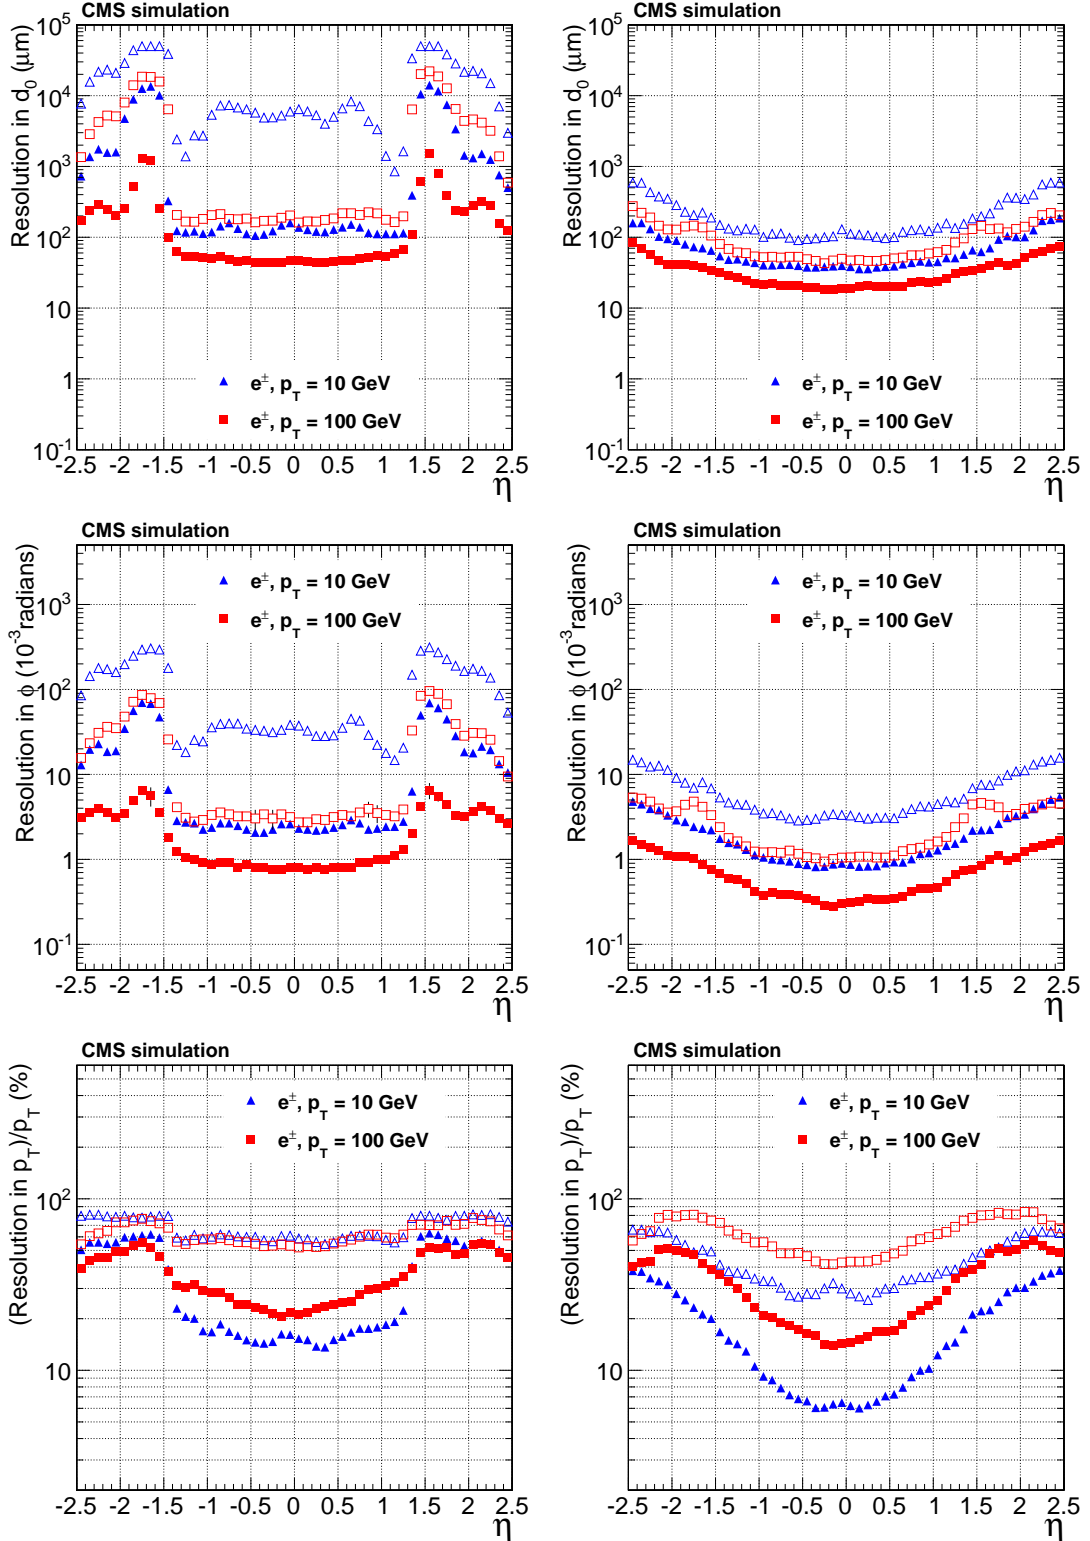 CMS simulation
Resolution in d0 (μm)
10^5
10^4
10^3
10^2
10
1
10^-1
e±, pT = 10 GeV
e±, pT = 100 GeV
-2.5 -2 -1.5 -1 -0.5 0 0.5 1 1.5 2 2.5
η
CMS simulation
Resolution in d0 (μm)
10^5
10^4
10^3
10^2
10
1
10^-1
e±, pT = 10 GeV
e±, pT = 100 GeV
-2.5 -2 -1.5 -1 -0.5 0 0.5 1 1.5 2 2.5
η
CMS simulation
Resolution in ϕ (10^-3 radians)
10^3
10^2
10
1
10^-1
e±, pT = 10 GeV
e±, pT = 100 GeV
-2.5 -2 -1.5 -1 -0.5 0 0.5 1 1.5 2 2.5
η
CMS simulation
Resolution in ϕ (10^-3 radians)
10^3
10^2
10
1
10^-1
e±, pT = 10 GeV
e±, pT = 100 GeV
-2.5 -2 -1.5 -1 -0.5 0 0.5 1 1.5 2 2.5
η
CMS simulation
(Resolution in pT)/pT (%)
10^2
10
e±, pT = 10 GeV
e±, pT = 100 GeV
-2.5 -2 -1.5 -1 -0.5 0 0.5 1 1.5 2 2.5
η
CMS simulation
(Resolution in pT)/pT (%)
10^2
10
e±, pT = 10 GeV
e±, pT = 100 GeV
-2.5 -2 -1.5 -1 -0.5 0 0.5 1 1.5 2 2.5
η